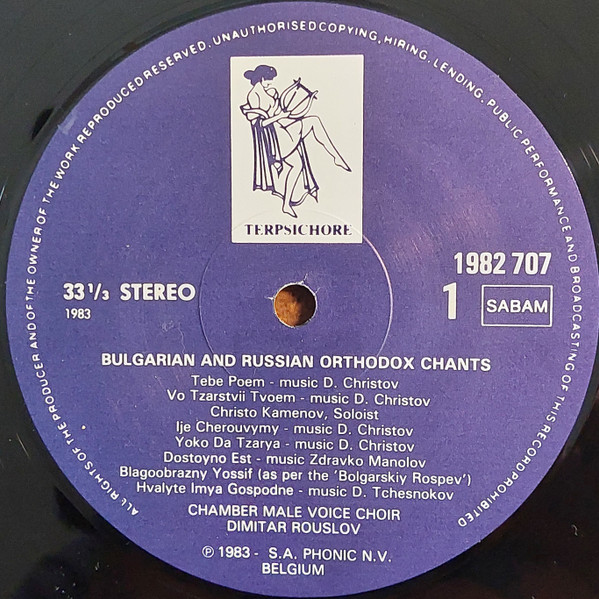 ALL RIGHTS OF THE PRODUCER AND OF THE OWNER OF THE WORK REPRODUCED RESERVED. UNAUTHORISED COPYING, HIRING, LENDING, PUBLIC PERFORMANCE AND BROADCASTING OF THIS RECORD PROHIBITED
TERPSICHORE
33 1/3 STEREO
1983
1982 707
1 SABAM
BULGARIAN AND RUSSIAN ORTHODOX CHANTS
Tebe Poem - music D. Christov
Vo Tzarstvii Tvoem - music D. Christov
Christo Kamenov, Soloist
Ije Cherouvymy - music D. Christov
Yoko Da Tzarya - music D. Christov
Dostoyno Est - music Zdravko Manolov
Blagoobrazny Yossif (as per the 'Bolgarskiy Rospev')
Hvalyte Imya Gospodne - music D. Tchesnokov
CHAMBER MALE VOICE CHOIR
DIMITAR ROUSLOV
℗ 1983 - S.A. PHONIC N.V.
BELGIUM